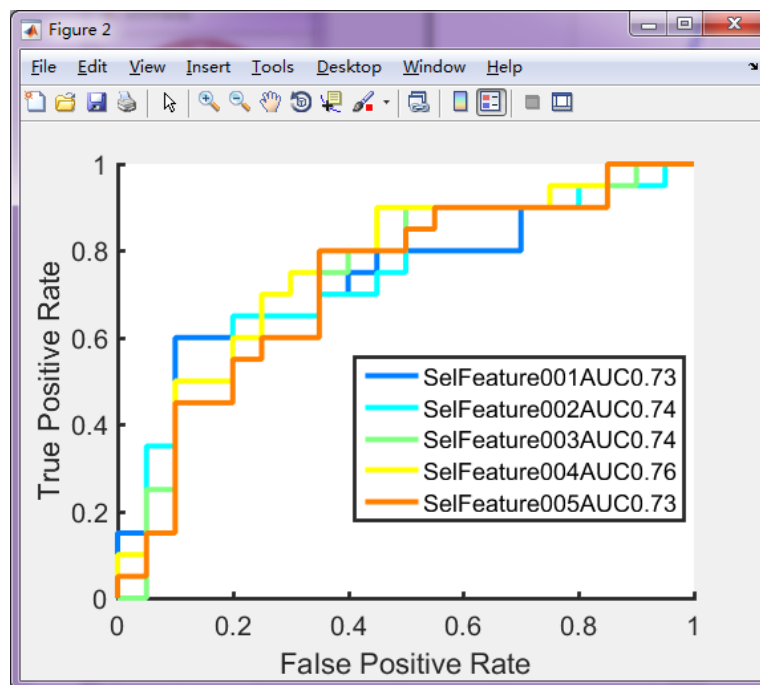 Figure 2
File Edit View Insert Tools Desktop Window Help
1
0.8
0.6
0.4
0.2
0
True Positive Rate
SelFeature001AUC0.73
SelFeature002AUC0.74
SelFeature003AUC0.74
SelFeature004AUC0.76
SelFeature005AUC0.73
0 0.2 0.4 0.6 0.8 1
False Positive Rate